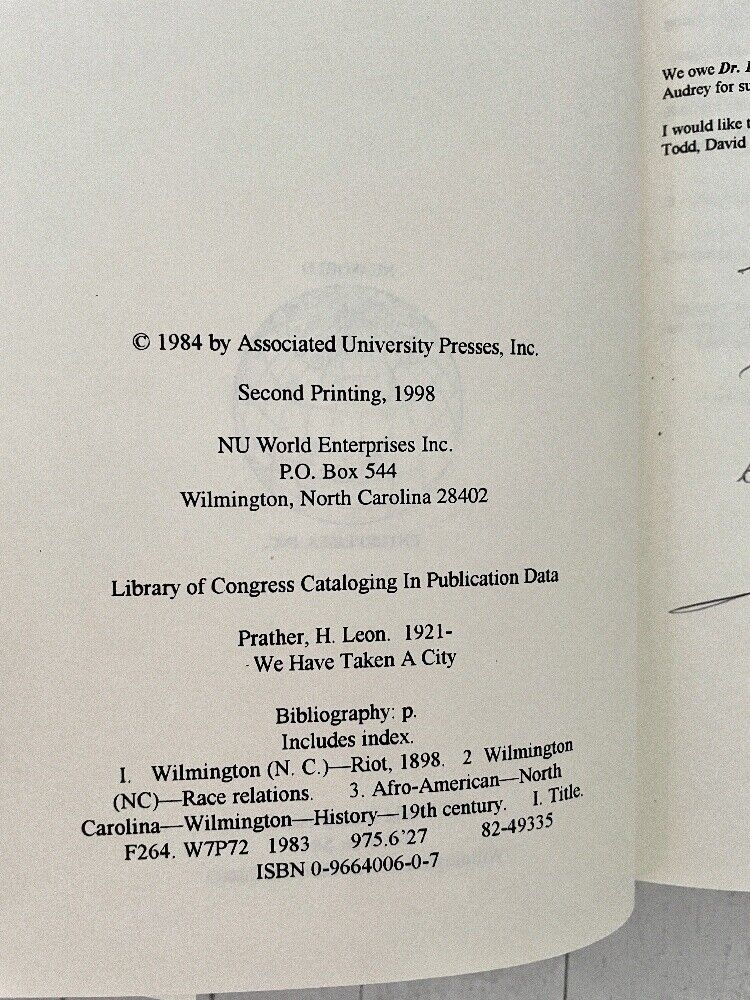 © 1984 by Associated University Presses, Inc.
Second Printing, 1998
NU World Enterprises Inc.
P.O. Box 544
Wilmington, North Carolina 28402
Library of Congress Cataloging In Publication Data
Prather, H. Leon. 1921-
We Have Taken A City
Bibliography: p.
Includes index.
I. Wilmington (N. C.)—Riot, 1898. 2 Wilmington
(NC)—Race relations. 3. Afro-American—North
Carolina—Wilmington—History—19th century. I. Title.
F264. W7P72 1983 975.6'27 82-49335
ISBN 0-9664006-0-7
We owe Dr.
Audrey for
I would like
Todd, David